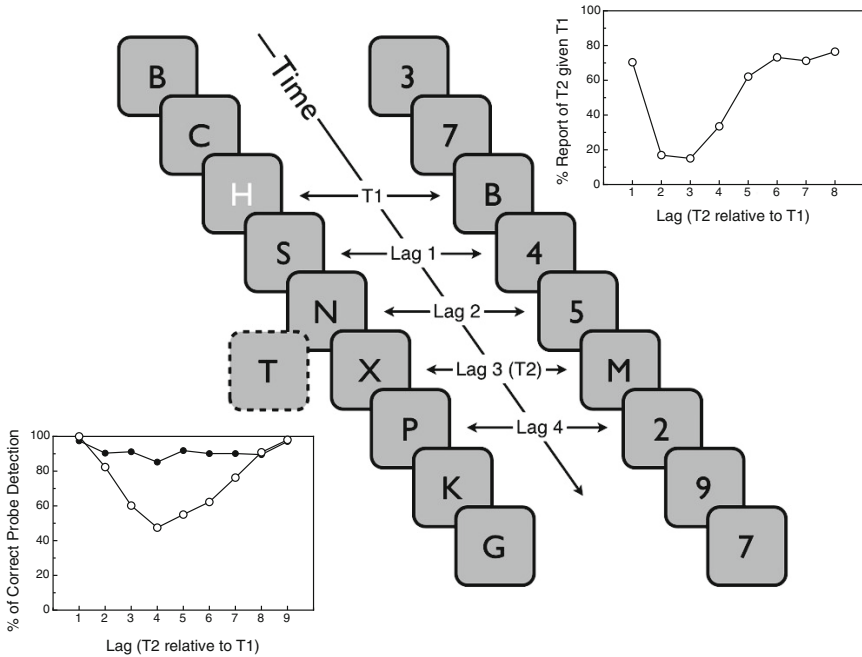 B
C
H
S
N
T
X
P
K
G
Time
T1
Lag 1
Lag 2
Lag 3 (T2)
Lag 4
3
7
B
4
5
M
2
9
7
% Report of T2 given T1
100
80
60
40
20
0
1 2 3 4 5 6 7 8
Lag (T2 relative to T1)
% of Correct Probe Detection
100
80
60
40
20
0
1 2 3 4 5 6 7 8 9
Lag (T2 relative to T1)